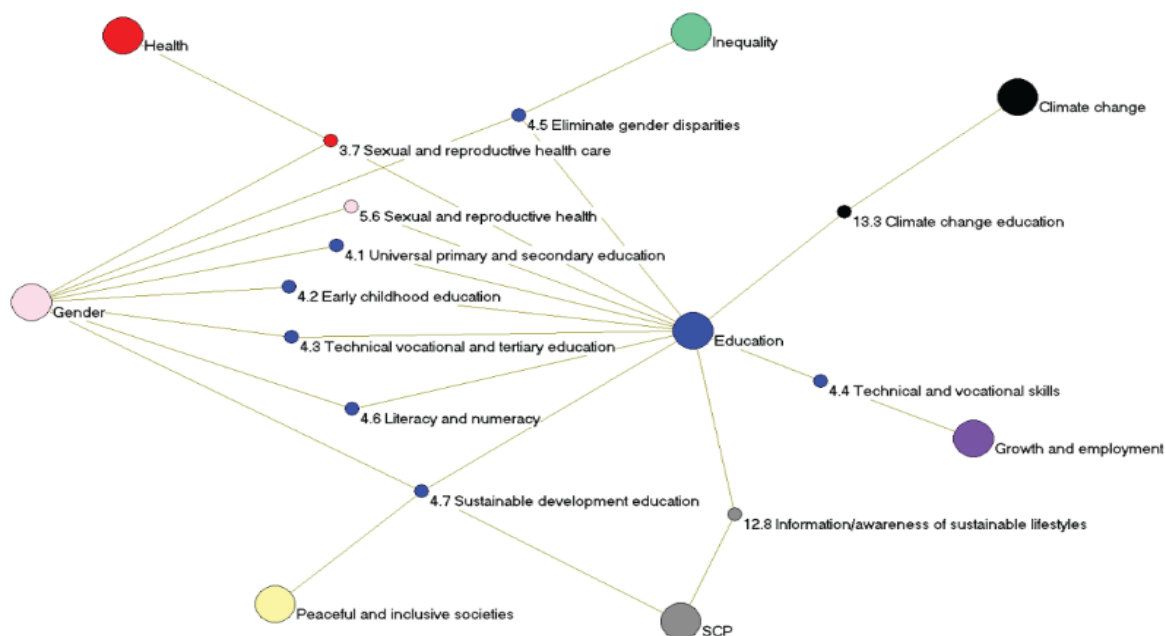 Health
Inequality
Climate change
4.5 Eliminate gender disparities
3.7 Sexual and reproductive health care
5.6 Sexual and reproductive health
13.3 Climate change education
4.1 Universal primary and secondary education
4.2 Early childhood education
Gender
Education
4.3 Technical vocational and tertiary education
4.4 Technical and vocational skills
4.6 Literacy and numeracy
Growth and employment
4.7 Sustainable development education
12.8 Information/awareness of sustainable lifestyles
Peaceful and inclusive societies
SCP